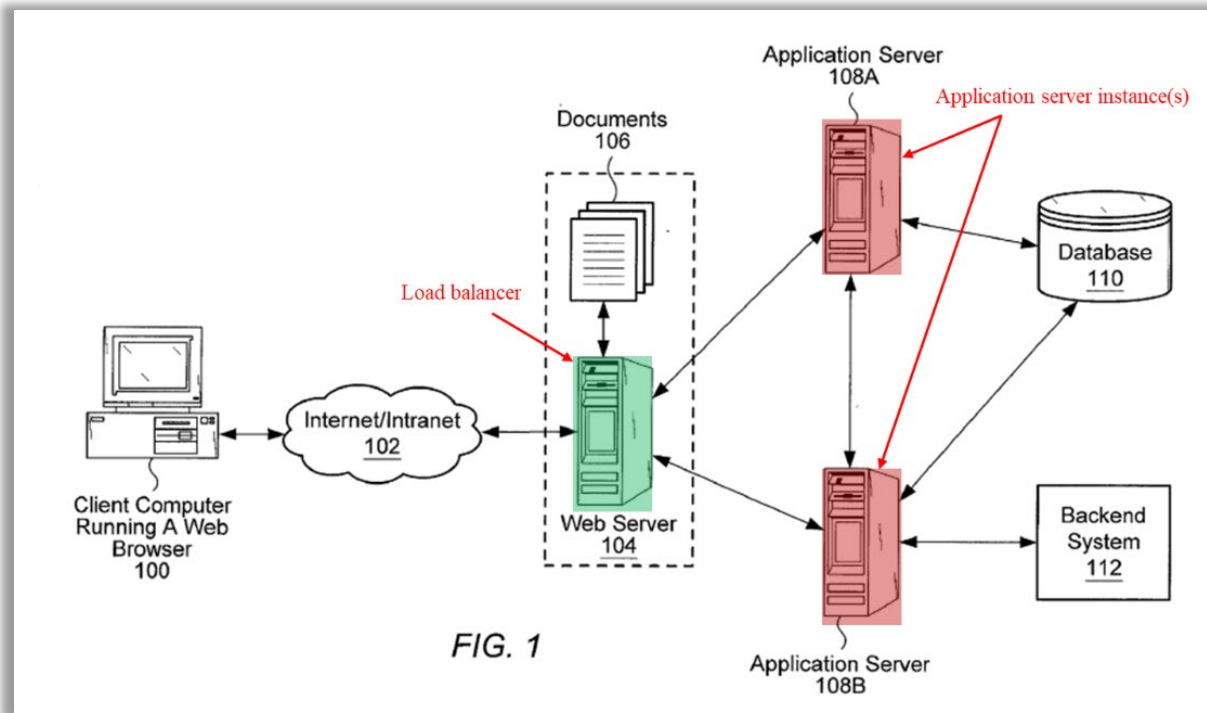 Application Server
108A
Application server instance(s)
Documents
106
Load balancer
Database
110
Internet/Intranet
102
Client Computer
Running A Web
Browser
100
Web Server
104
Backend
System
112
FIG. 1
Application Server
108B